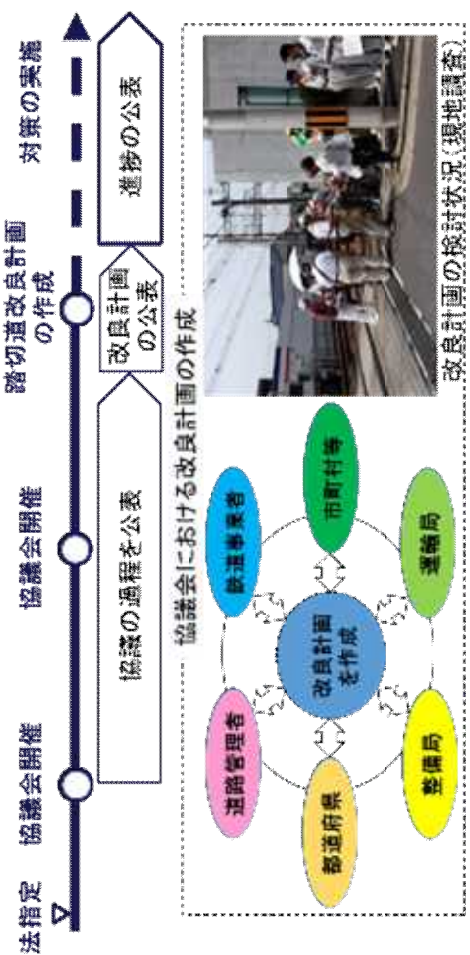 法指定
協議会開催
協議会開催
踏切道改良計画
の作成
対策の実施
協議の過程を公表
改良計画
の公表
進捗の公表
協議会における改良計画の作成
道路管理者
鉄道事業者
都道府県
改良計画
を作成
市町村等
整備局
運輸局
改良計画の検討状況(現地調査)